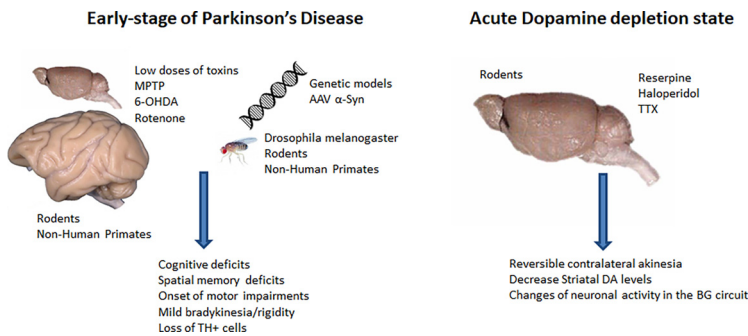 Early-stage of Parkinson's Disease
Low doses of toxins
MPTP
6-OHDA
Rotenone
Genetic models
AAV α-Syn
Drosophila melanogaster
Rodents
Non-Human Primates
Rodents
Non-Human Primates
Cognitive deficits
Spatial memory deficits
Onset of motor impairments
Mild bradykinesia/rigidity
Loss of TH+ cells
Acute Dopamine depletion state
Rodents
Reserpine
Haloperidol
TTX
Reversible contralateral akinesia
Decrease Striatal DA levels
Changes of neuronal activity in the BG circuit